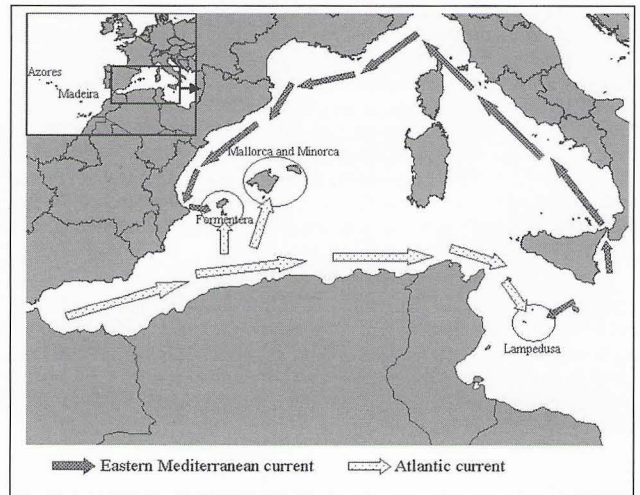 Azores
Madeira
Mallorca and Minorca
Formentera
Lampedusa
Eastern Mediterranean current
Atlantic current